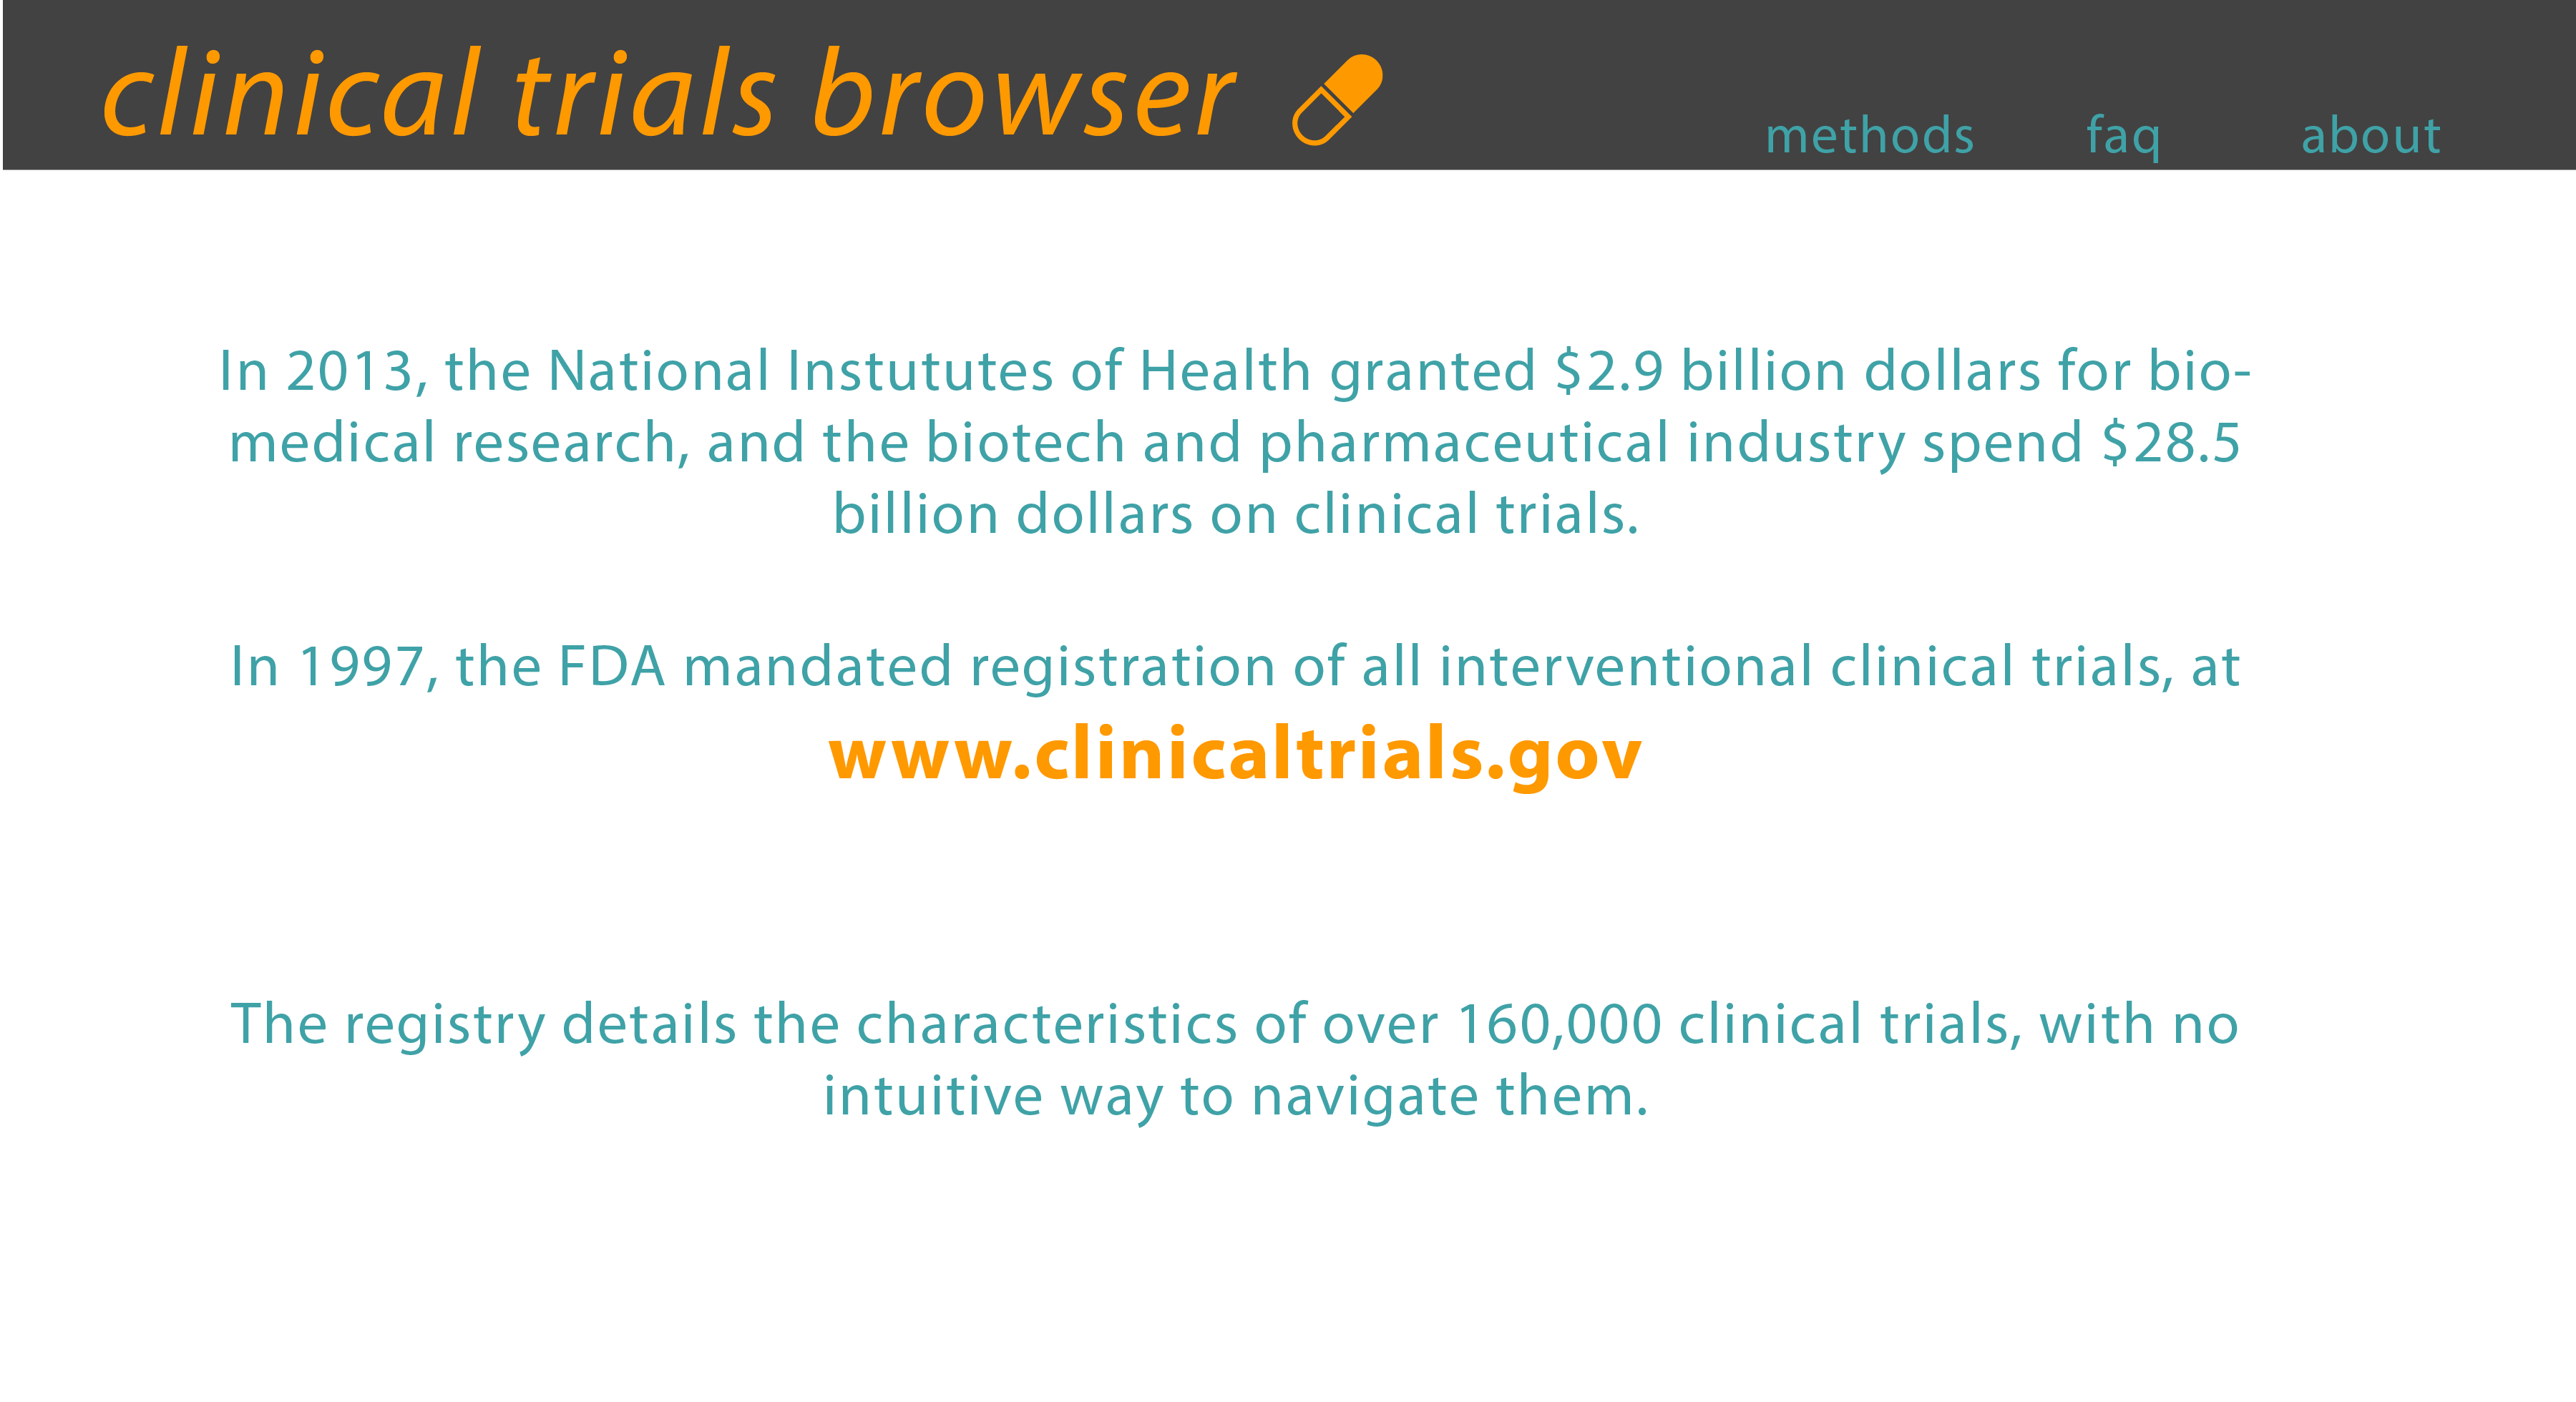 clinical trials browser
methods faq about
In 2013, the National Instututes of Health granted $2.9 billion dollars for bio-
medical research, and the biotech and pharmaceutical industry spend $28.5
billion dollars on clinical trials.
In 1997, the FDA mandated registration of all interventional clinical trials, at
www.clinicaltrials.gov
The registry details the characteristics of over 160,000 clinical trials, with no
intuitive way to navigate them.